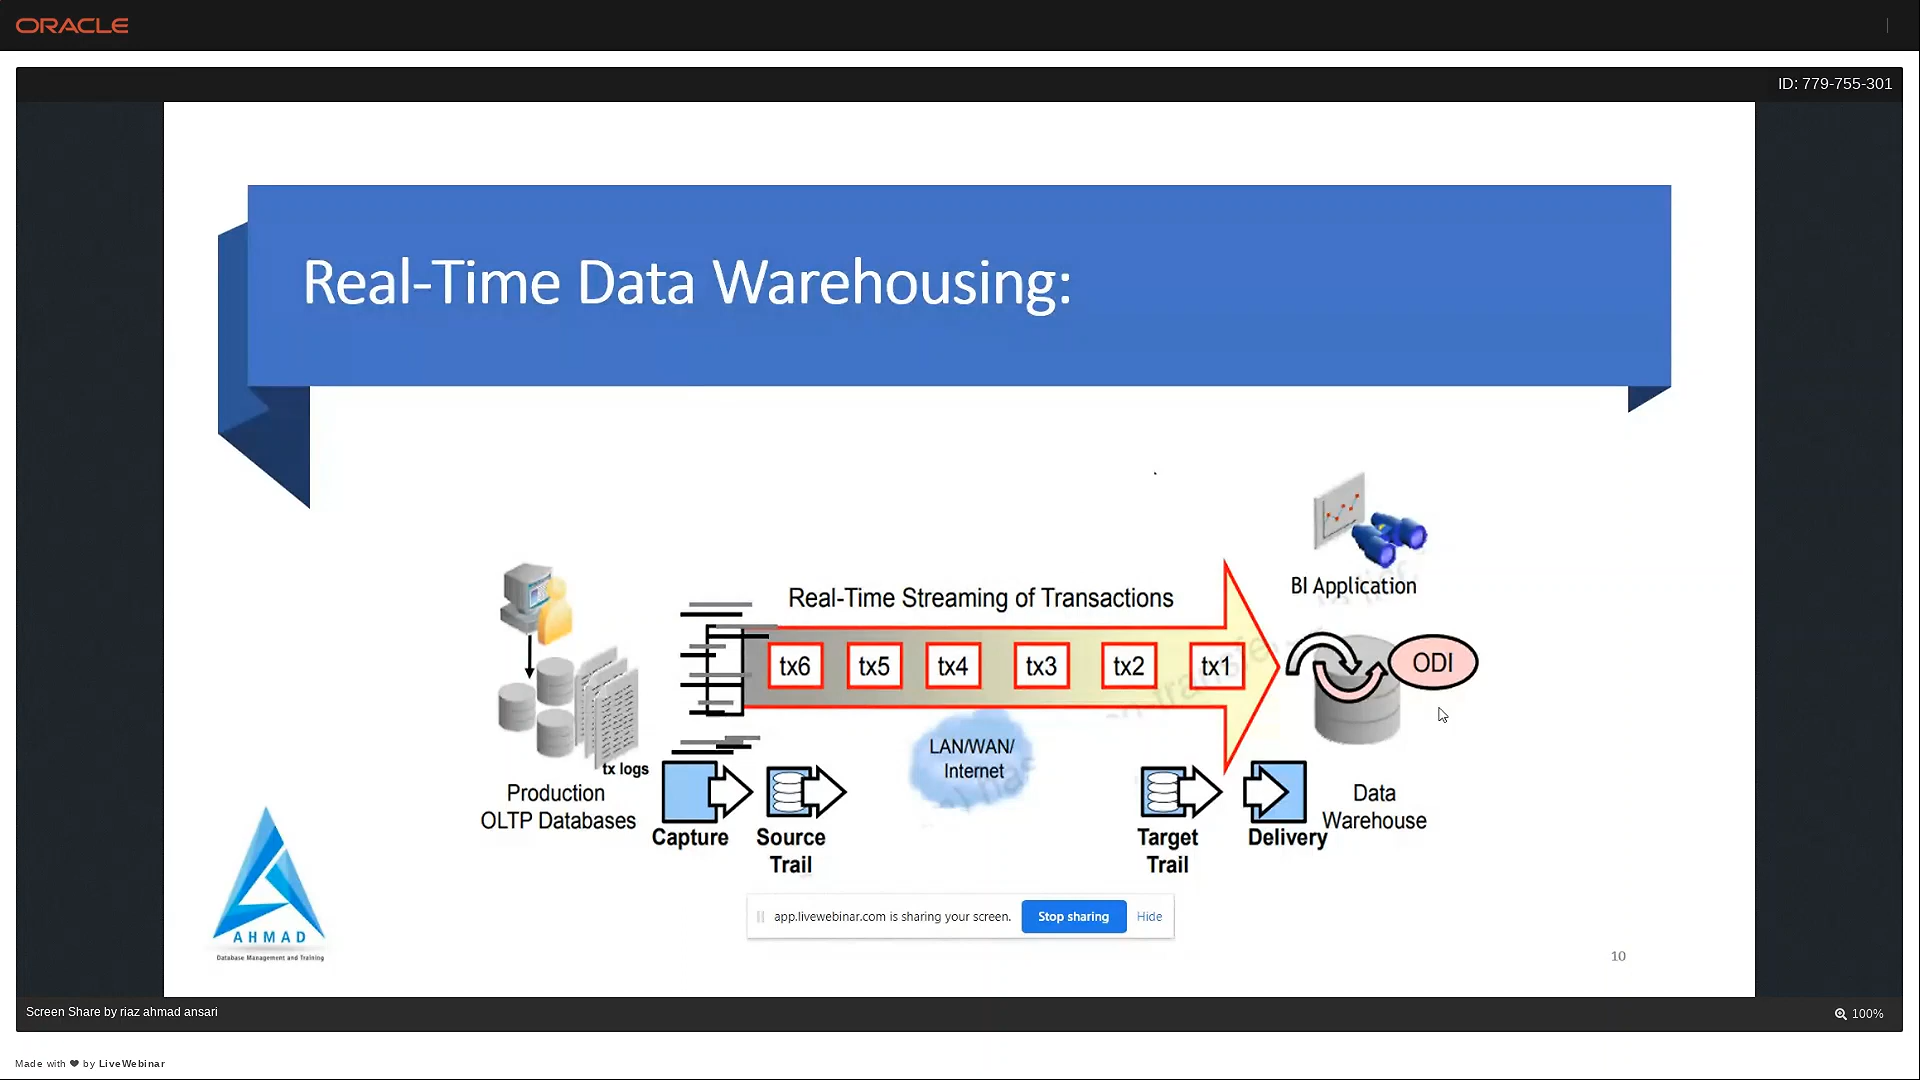 ORACLE
ID: 779-755-301
Real-Time Data Warehousing:
BI Application
Real-Time Streaming of Transactions
tx6 tx5 tx4 tx3 tx2 tx1
ODI
LAN/WAN/
Internet
tx logs
Production
OLTP Databases
Capture
Source
Trail
Target
Trail
Delivery
Data
Warehouse
app.livewebinar.com is sharing your screen. Stop sharing Hide
AHMAD
Database Management and Training
10
Screen Share by riaz ahmad ansari
100%
Made with ❤ by LiveWebinar